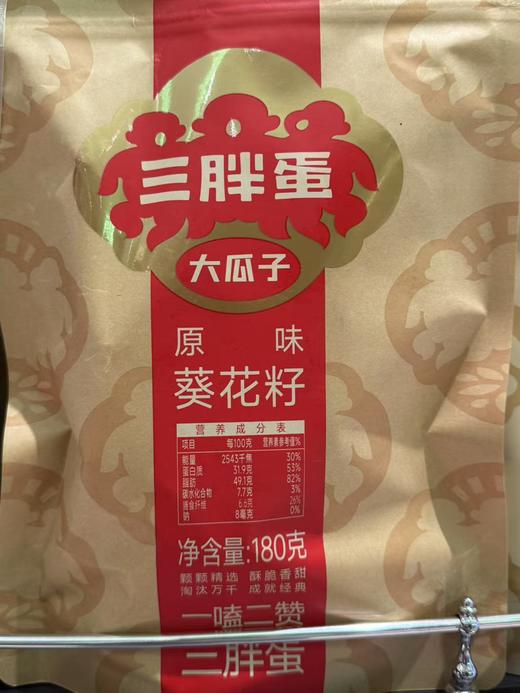 三胖蛋
大瓜子
原味
葵花籽
营养成分表
项目 每100克 营养素参考值%
能量 2543千焦 30%
蛋白质 31.9克 53%
脂肪 49.1克 82%
碳水化合物 7.7克 3%
膳食纤维 6.6克 26%
钠 8毫克 0%
净含量:180克
颗颗精选 酥脆香甜
淘汰万千 成就经典
一嗑二赞
三胖蛋